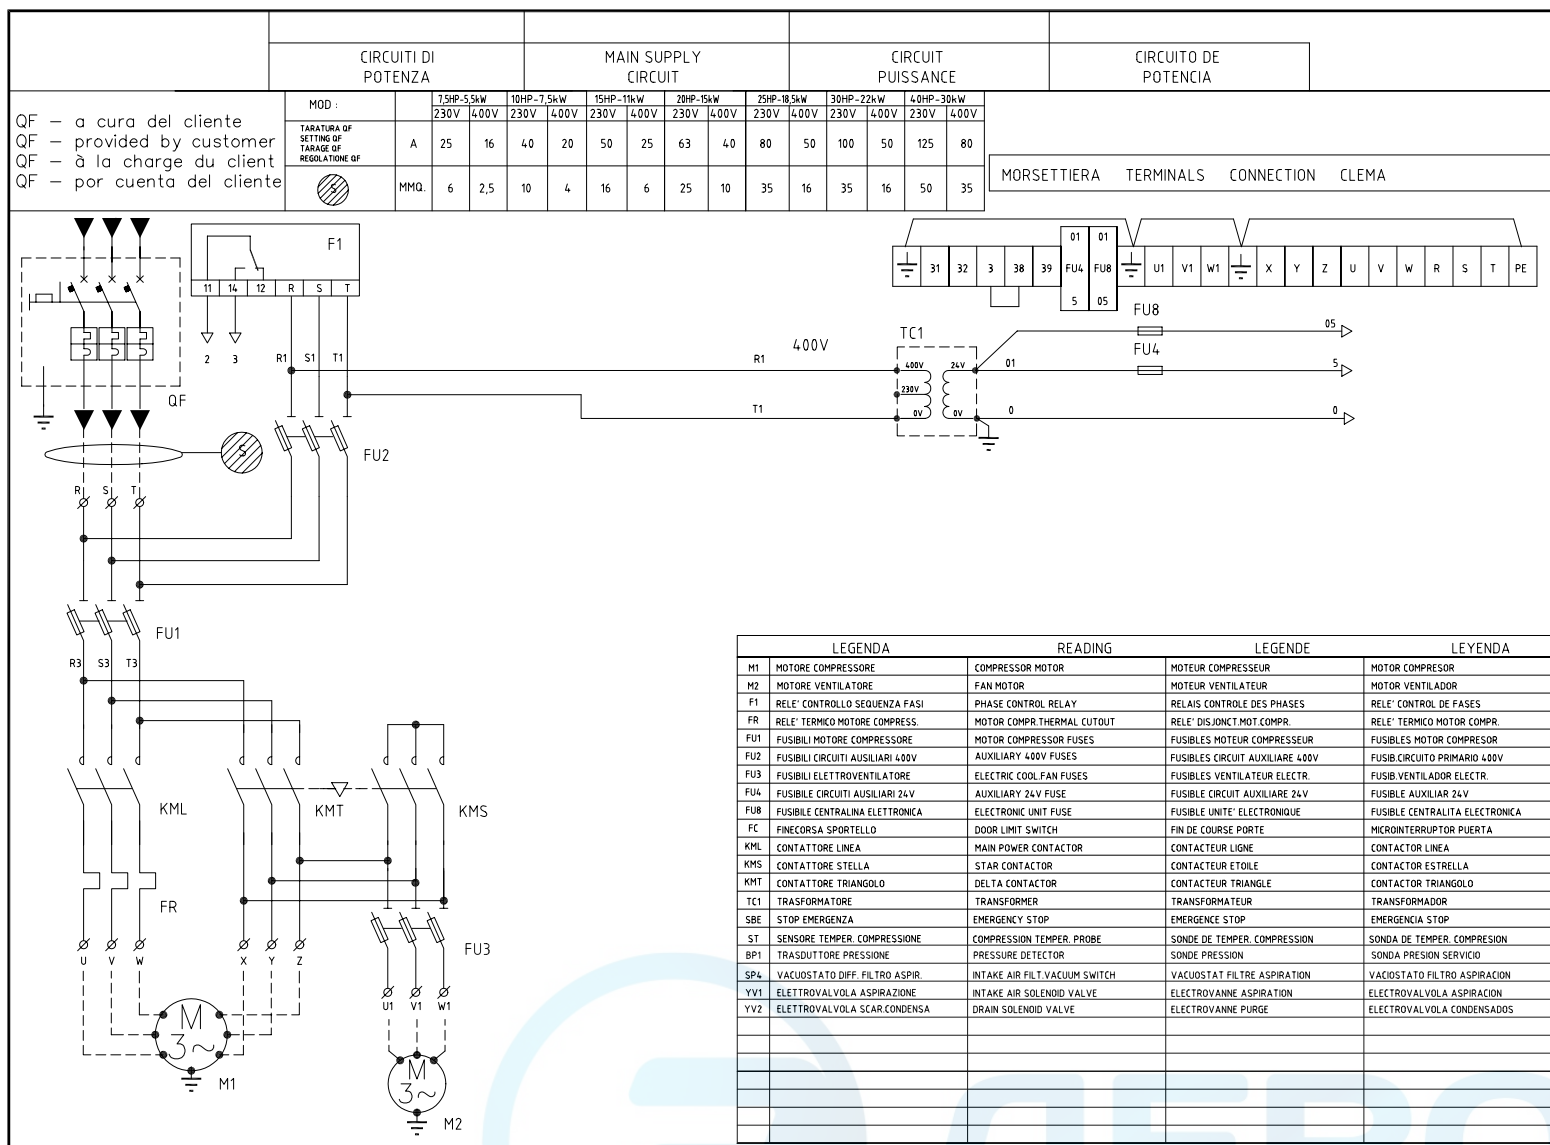 CIRCUITI DI
POTENZA
MAIN SUPPLY
CIRCUIT
CIRCUIT
PUISSANCE
CIRCUITO DE
POTENCIA
QF – a cura del cliente
QF – provided by customer
QF – à la charge du client
QF – por cuenta del cliente
MOD :
7,5HP-5,5kW 10HP-7,5kW 15HP-11kW 20HP-15kW 25HP-18,5kW 30HP-22kW 40HP-30kW
230V 400V 230V 400V 230V 400V 230V 400V 230V 400V 230V 400V 230V 400V
TARATURA QF
SETTING QF
TARAGE QF
REGOLATIONE QF
A 25 16 40 20 50 25 63 40 80 50 100 50 125 80
S
MMQ. 6 2,5 10 4 16 6 25 10 35 16 35 16 50 35
MORSETTIERA TERMINALS CONNECTION CLEMA
F1
11 14 12 R S T
2 3
R1 S1 T1
QF
S
FU2
R S T
400V
R1
T1
TC1
400V 24V
230V
0V 0V
FU8
05
FU4
01 5
0 0
01 01
31 32 3 38 39 FU4 FU8 U1 V1 W1 X Y Z U V W R S T PE
5 05
FU1
R3 S3 T3
KML
KMT
KMS
FR
FU3
U V W X Y Z
U1 V1 W1
M
3~
M1
M
3~
M2
LEGENDA READING LEGENDE LEYENDA
M1 MOTORE COMPRESSORE COMPRESSOR MOTOR MOTEUR COMPRESSEUR MOTOR COMPRESOR
M2 MOTORE VENTILATORE FAN MOTOR MOTEUR VENTILATEUR MOTOR VENTILADOR
F1 RELE' CONTROLLO SEQUENZA FASI PHASE CONTROL RELAY RELAIS CONTROLE DES PHASES RELE' CONTROL DE FASES
FR RELE' TERMICO MOTORE COMPRESS. MOTOR COMPR.THERMAL CUTOUT RELE' DISJONCT.MOT.COMPR. RELE' TERMICO MOTOR COMPR.
FU1 FUSIBILI MOTORE COMPRESSORE MOTOR COMPRESSOR FUSES FUSIBLES MOTEUR COMPRESSEUR FUSIBLES MOTOR COMPRESOR
FU2 FUSIBILI CIRCUITI AUSILIARI 400V AUXILIARY 400V FUSES FUSIBLES CIRCUIT AUXILIARE 400V FUSIB.CIRCUITO PRIMARIO 400V
FU3 FUSIBILI ELETTROVENTILATORE ELECTRIC COOL.FAN FUSES FUSIBLES VENTILATEUR ELECTR. FUSIB.VENTILADOR ELECTR.
FU4 FUSIBILE CIRCUITI AUSILIARI 24V AUXILIARY 24V FUSE FUSIBLE CIRCUIT AUXILIARE 24V FUSIBLE AUXILIAR 24V
FU8 FUSIBILE CENTRALINA ELETTRONICA ELECTRONIC UNIT FUSE FUSIBLE UNITE' ELECTRONIQUE FUSIBLE CENTRALITA ELECTRONICA
FC FINECORSA SPORTELLO DOOR LIMIT SWITCH FIN DE COURSE PORTE MICROINTERRUPTOR PUERTA
KML CONTATTORE LINEA MAIN POWER CONTACTOR CONTACTEUR LIGNE CONTACTOR LINEA
KMS CONTATTORE STELLA STAR CONTACTOR CONTACTEUR ETOILE CONTACTOR ESTRELLA
KMT CONTATTORE TRIANGOLO DELTA CONTACTOR CONTACTEUR TRIANGLE CONTACTOR TRIANGOLO
TC1 TRASFORMATORE TRANSFORMER TRANSFORMATEUR TRANSFORMADOR
SBE STOP EMERGENZA EMERGENCY STOP EMERGENCE STOP EMERGENCIA STOP
ST SENSORE TEMPER. COMPRESSIONE COMPRESSION TEMPER. PROBE SONDE DE TEMPER. COMPRESSION SONDA DE TEMPER. COMPRESION
BP1 TRASDUTTORE PRESSIONE PRESSURE DETECTOR SONDE PRESSION SONDA PRESION SERVICIO
SP4 VACUOSTATO DIFF. FILTRO ASPIR. INTAKE AIR FILT.VACUUM SWITCH VACUOSTAT FILTRE ASPIRATION VACIOSTATO FILTRO ASPIRACION
YV1 ELETTROVALVOLA ASPIRAZIONE INTAKE AIR SOLENOID VALVE ELECTROVANNE ASPIRATION ELECTROVALVOLA ASPIRACION
YV2 ELETTROVALVOLA SCAR.CONDENSA DRAIN SOLENOID VALVE ELECTROVANNE PURGE ELECTROVALVOLA CONDENSADOS